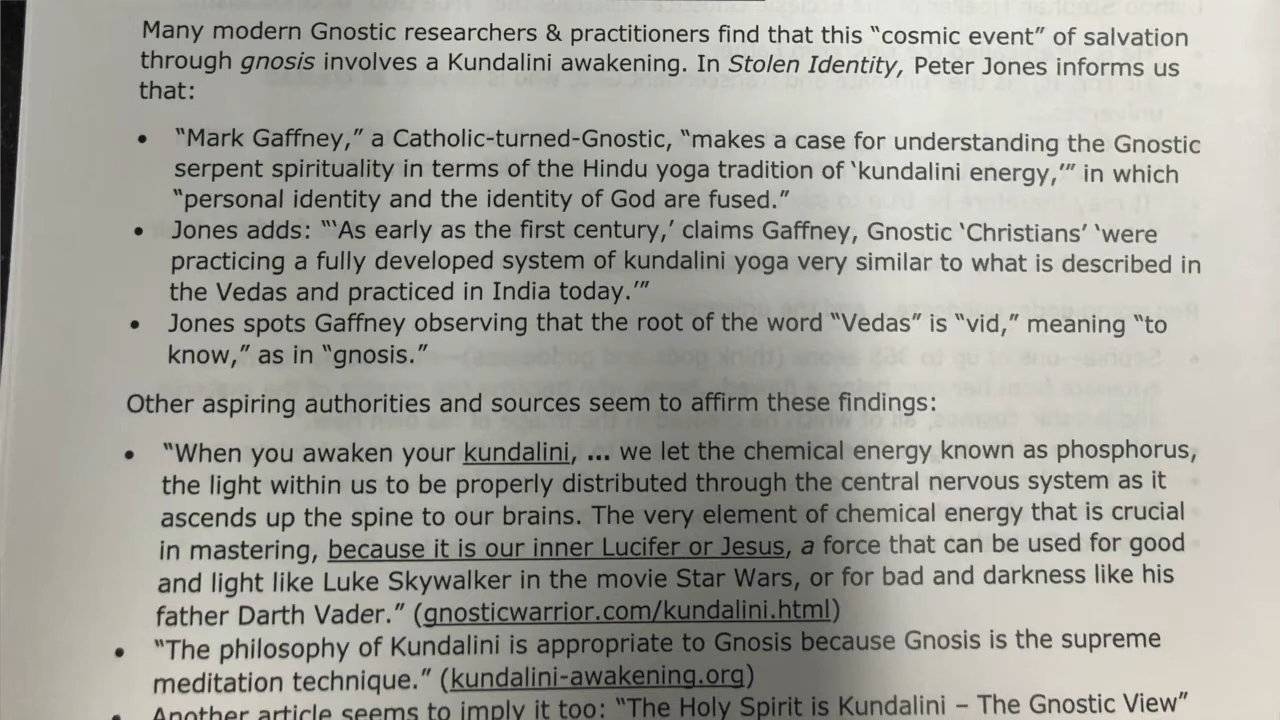 Many modern Gnostic researchers & practitioners find that this “cosmic event” of salvation
through gnosis involves a Kundalini awakening. In Stolen Identity, Peter Jones informs us
that:
• “Mark Gaffney,” a Catholic-turned-Gnostic, “makes a case for understanding the Gnostic
serpent spirituality in terms of the Hindu yoga tradition of ‘kundalini energy,’” in which
“personal identity and the identity of God are fused.”
• Jones adds: “‘As early as the first century,’ claims Gaffney, Gnostic ‘Christians’ ‘were
practicing a fully developed system of kundalini yoga very similar to what is described in
the Vedas and practiced in India today.’”
• Jones spots Gaffney observing that the root of the word “Vedas” is “vid,” meaning “to
know,” as in “gnosis.”
Other aspiring authorities and sources seem to affirm these findings:
• “When you awaken your kundalini, ... we let the chemical energy known as phosphorus,
the light within us to be properly distributed through the central nervous system as it
ascends up the spine to our brains. The very element of chemical energy that is crucial
in mastering, because it is our inner Lucifer or Jesus, a force that can be used for good
and light like Luke Skywalker in the movie Star Wars, or for bad and darkness like his
father Darth Vader.” (gnosticwarrior.com/kundalini.html)
• “The philosophy of Kundalini is appropriate to Gnosis because Gnosis is the supreme
meditation technique.” (kundalini-awakening.org)
• Another article seems to imply it too: “The Holy Spirit is Kundalini – The Gnostic View”